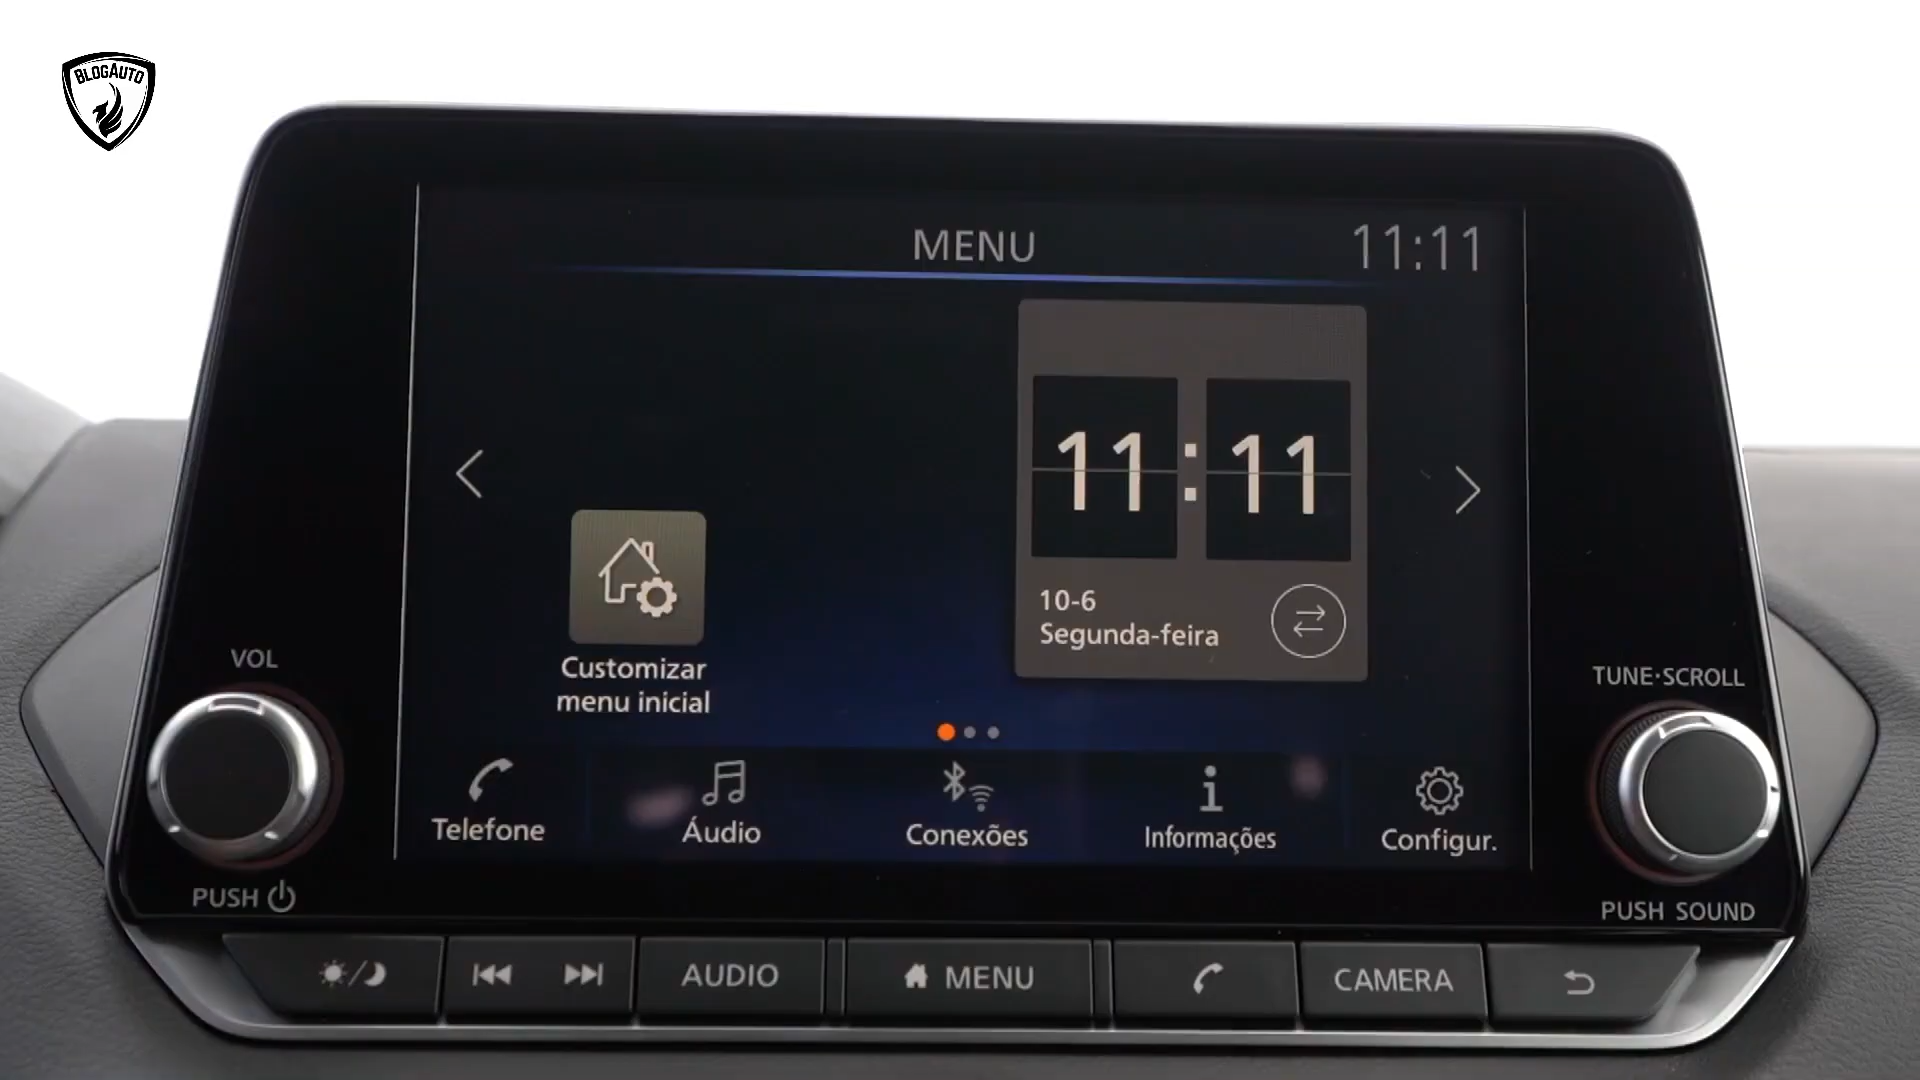 BLOGAUTO
MENU
11:11
11:11
10-6
Segunda-feira
Customizar
menu inicial
Telefone
Áudio
Conexões
Informações
Configur.
VOL
PUSH
TUNE·SCROLL
PUSH SOUND
AUDIO
MENU
CAMERA